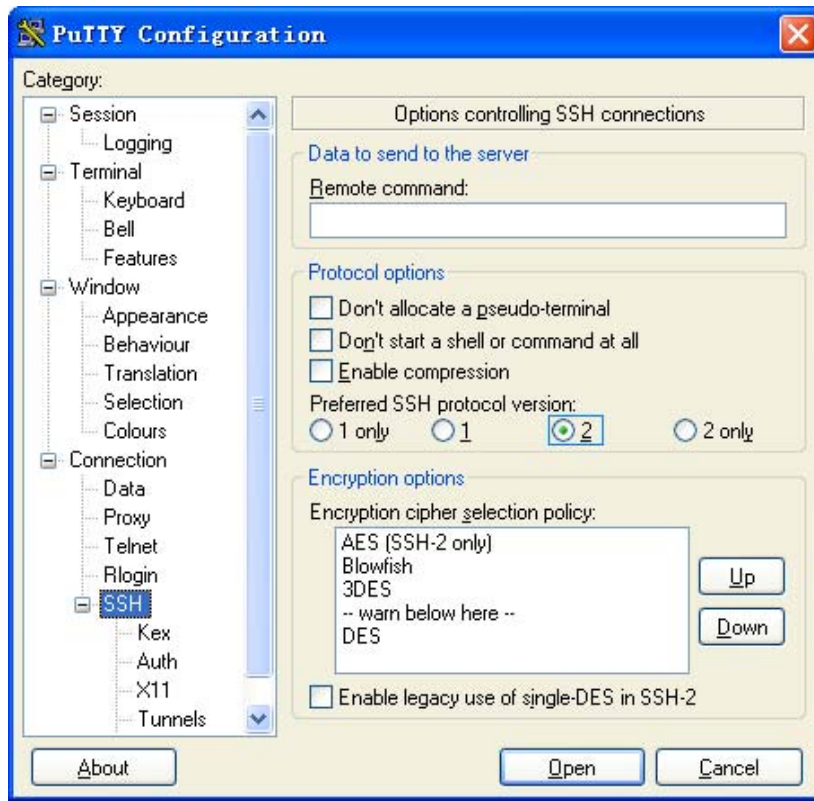 PuTTY Configuration
Category:
Session
Logging
Terminal
Keyboard
Bell
Features
Window
Appearance
Behaviour
Translation
Selection
Colours
Connection
Data
Proxy
Telnet
Rlogin
SSH
Kex
Auth
X11
Tunnels
Options controlling SSH connections
Data to send to the server
Remote command:
Protocol options
Don't allocate a pseudo-terminal
Don't start a shell or command at all
Enable compression
Preferred SSH protocol version:
1 only 1 2 2 only
Encryption options
Encryption cipher selection policy:
AES (SSH-2 only)
Blowfish
3DES
-- warn below here --
DES
Up
Down
Enable legacy use of single-DES in SSH-2
About Open Cancel